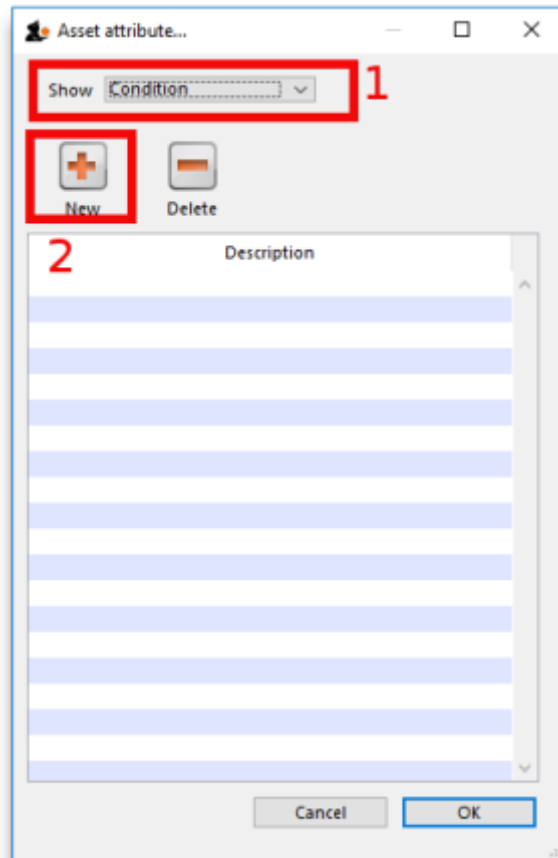 Asset attribute...
Show Condition 1
New Delete
2 Description
Cancel OK